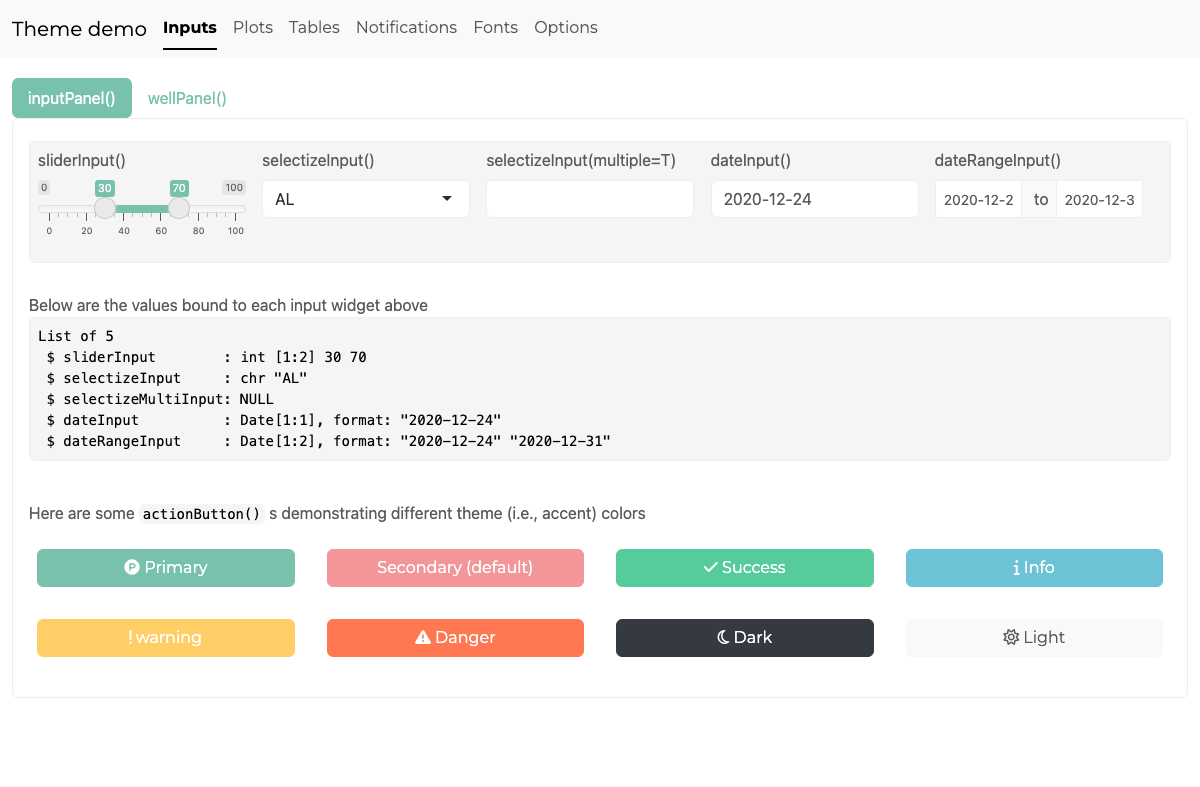 Theme demo Inputs Plots Tables Notifications Fonts Options
inputPanel() wellPanel()
sliderInput() selectizeInput() selectizeInput(multiple=T) dateInput() dateRangeInput()
0 30 70 100
AL 2020-12-24 2020-12-2 to 2020-12-3
0 20 40 60 80 100
Below are the values bound to each input widget above
List of 5
 $ sliderInput        : int [1:2] 30 70
 $ selectizeInput     : chr "AL"
 $ selectizeMultiInput: NULL
 $ dateInput          : Date[1:1], format: "2020-12-24"
 $ dateRangeInput     : Date[1:2], format: "2020-12-24" "2020-12-31"
Here are some actionButton() s demonstrating different theme (i.e., accent) colors
Primary Secondary (default) Success Info
warning Danger Dark Light